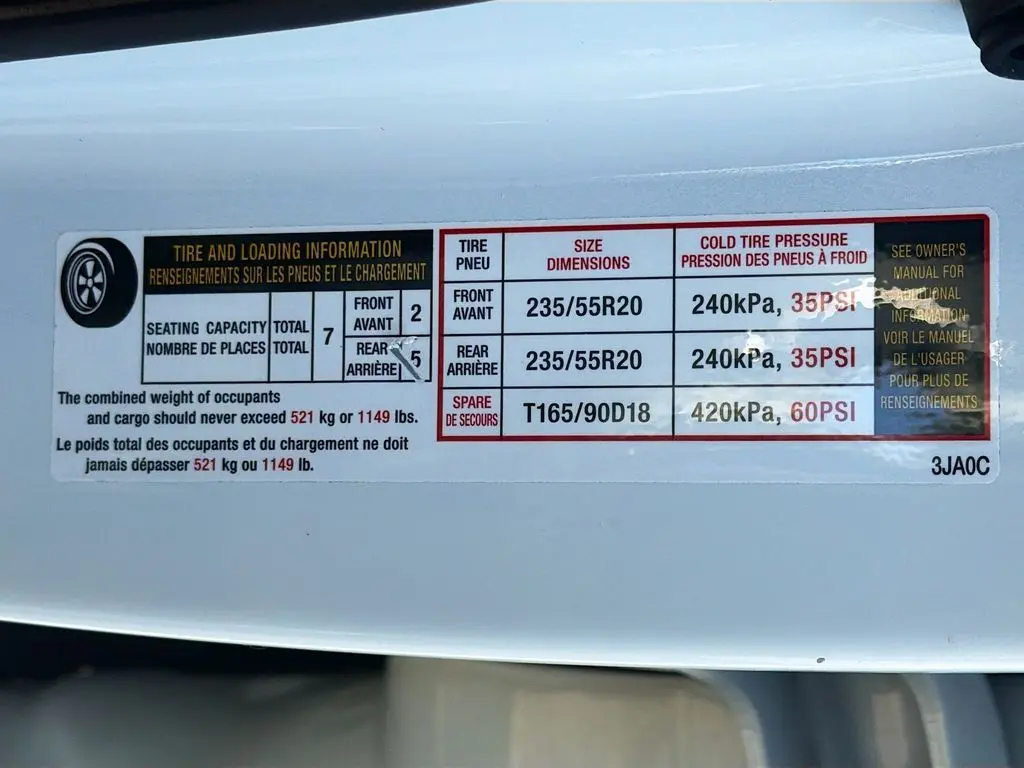 TIRE AND LOADING INFORMATION
RENSEIGNEMENTS SUR LES PNEUS ET LE CHARGEMENT
SEATING CAPACITY
NOMBRE DE PLACES
TOTAL
TOTAL
7
FRONT
AVANT
2
REAR
ARRIÈRE
5
The combined weight of occupants
and cargo should never exceed 521 kg or 1149 lbs.
Le poids total des occupants et du chargement ne doit
jamais dépasser 521 kg ou 1149 lb.
TIRE
PNEU
SIZE
DIMENSIONS
COLD TIRE PRESSURE
PRESSION DES PNEUS À FROID
FRONT
AVANT
235/55R20
240kPa, 35PSI
REAR
ARRIÈRE
235/55R20
240kPa, 35PSI
SPARE
DE SECOURS
T165/90D18
420kPa, 60PSI
SEE OWNER'S
MANUAL FOR
ADDITIONAL
INFORMATION
VOIR LE MANUEL
DE L'USAGER
POUR PLUS DE
RENSEIGNEMENTS
3JA0C